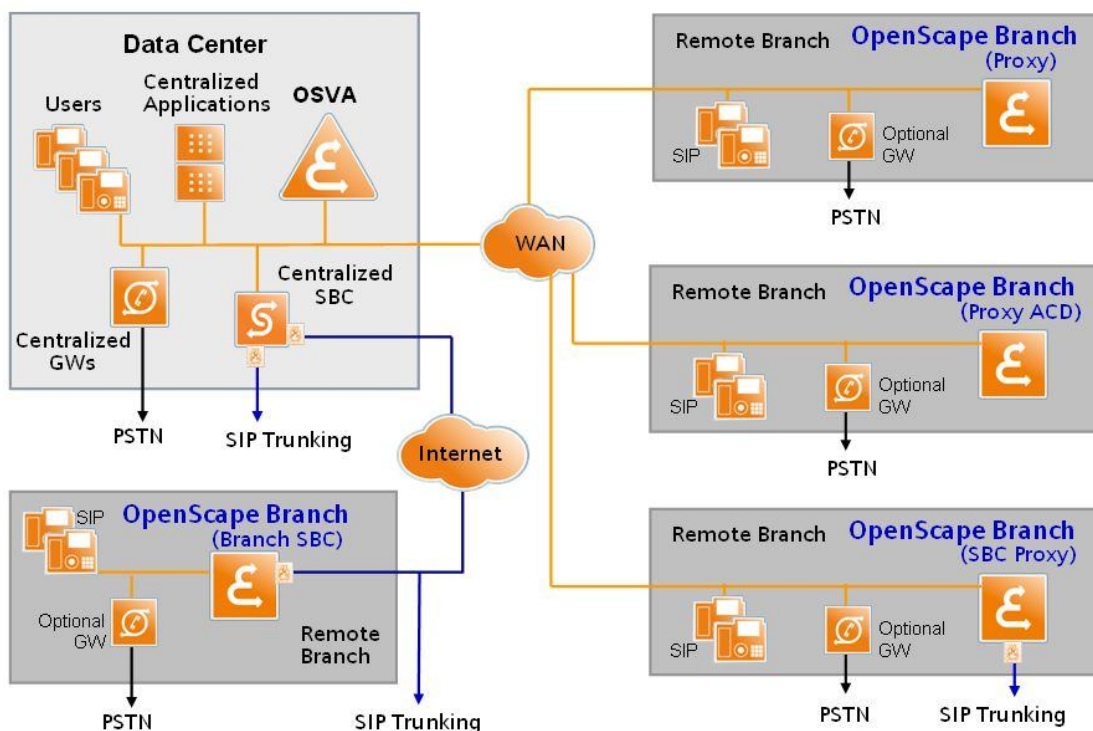 Data Center
Users
Centralized
Applications
OSVA
Centralized
SBC
Centralized
GWs
PSTN
SIP Trunking
WAN
Internet
Remote Branch
OpenScape Branch
(Proxy)
SIP
Optional
GW
PSTN
Remote Branch
OpenScape Branch
(Proxy ACD)
SIP
Optional
GW
PSTN
SIP
OpenScape Branch
(Branch SBC)
Optional
GW
Remote
Branch
PSTN
SIP Trunking
Remote Branch
OpenScape Branch
(SBC Proxy)
SIP
Optional
GW
PSTN
SIP Trunking